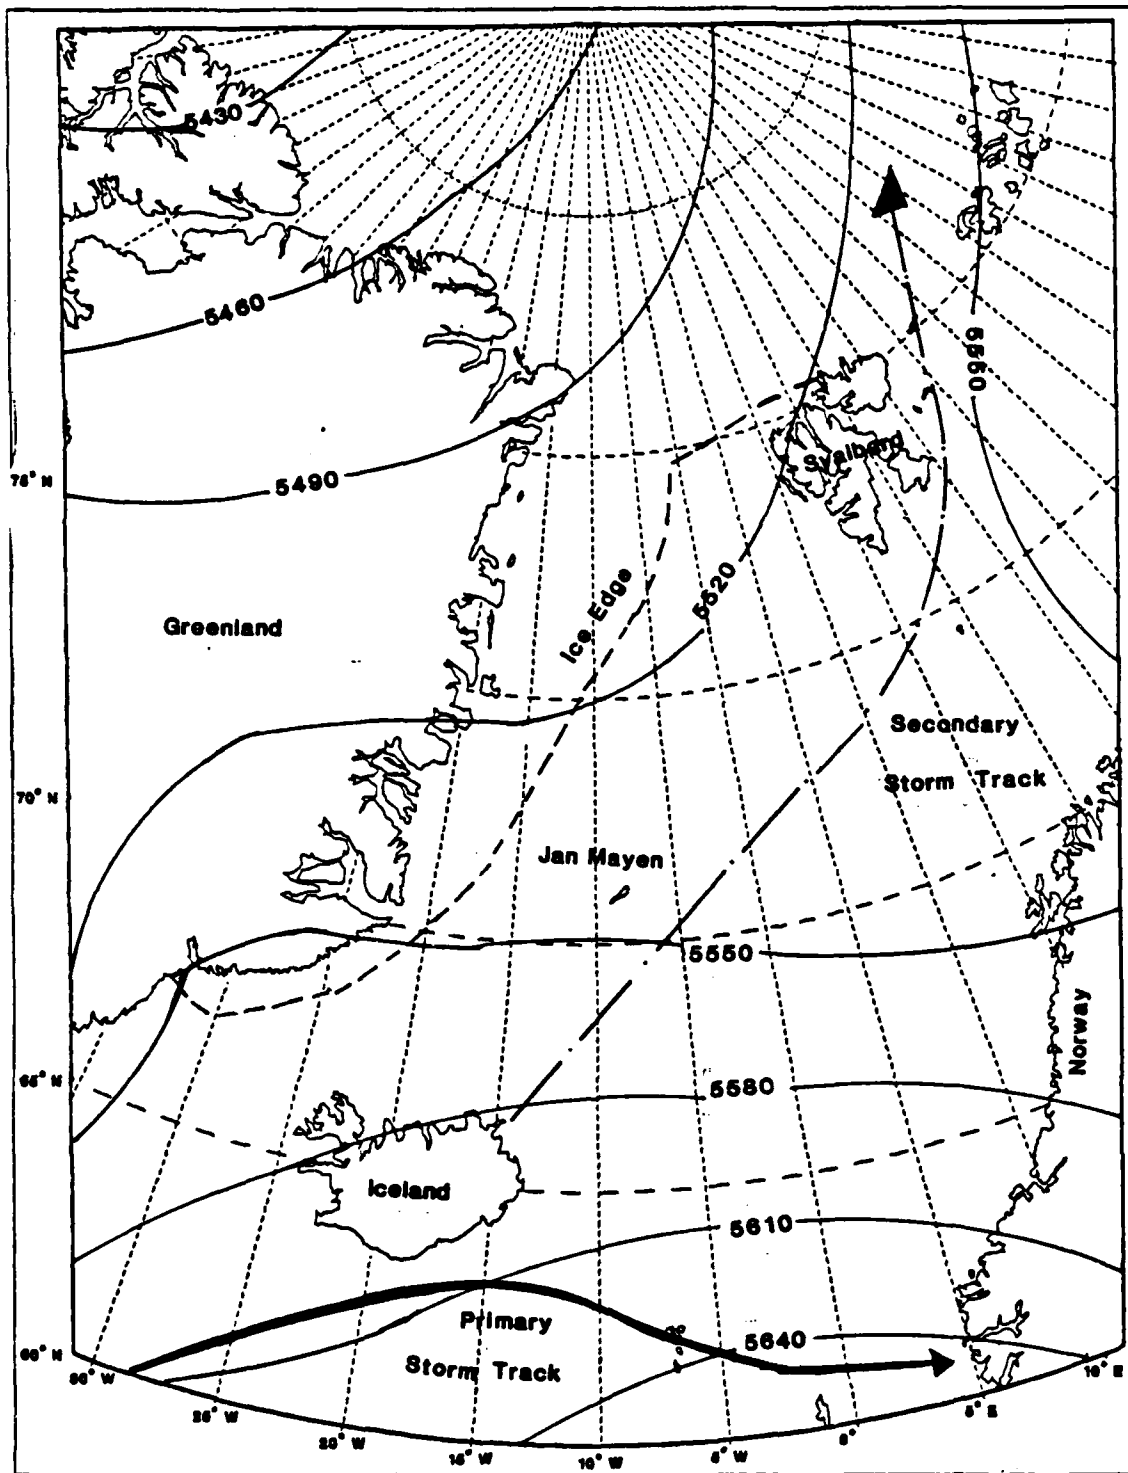 5430
5460
5550
5490
75° N
Svalbard
Ice Edge
5520
Greenland
Secondary
Storm Track
70° N
Jan Mayen
5550
Norway
65° N
5580
Iceland
5610
Primary
Storm Track
5640
60° N
30° W
25° W
20° W
15° W
10° W
5° W
0°
5° E
10° E